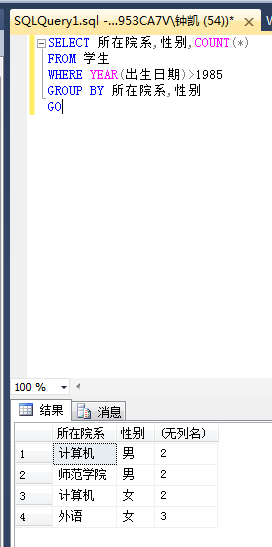 SQLQuery1.sql -...953CA7V\钟凯 (54))*
SELECT 所在院系,性别,COUNT(*)
FROM 学生
WHERE YEAR(出生日期)>1985
GROUP BY 所在院系,性别
GO
100 %
结果 消息
所在院系 性别 (无列名)
1 计算机 男 2
2 师范学院 男 2
3 计算机 女 2
4 外语 女 3